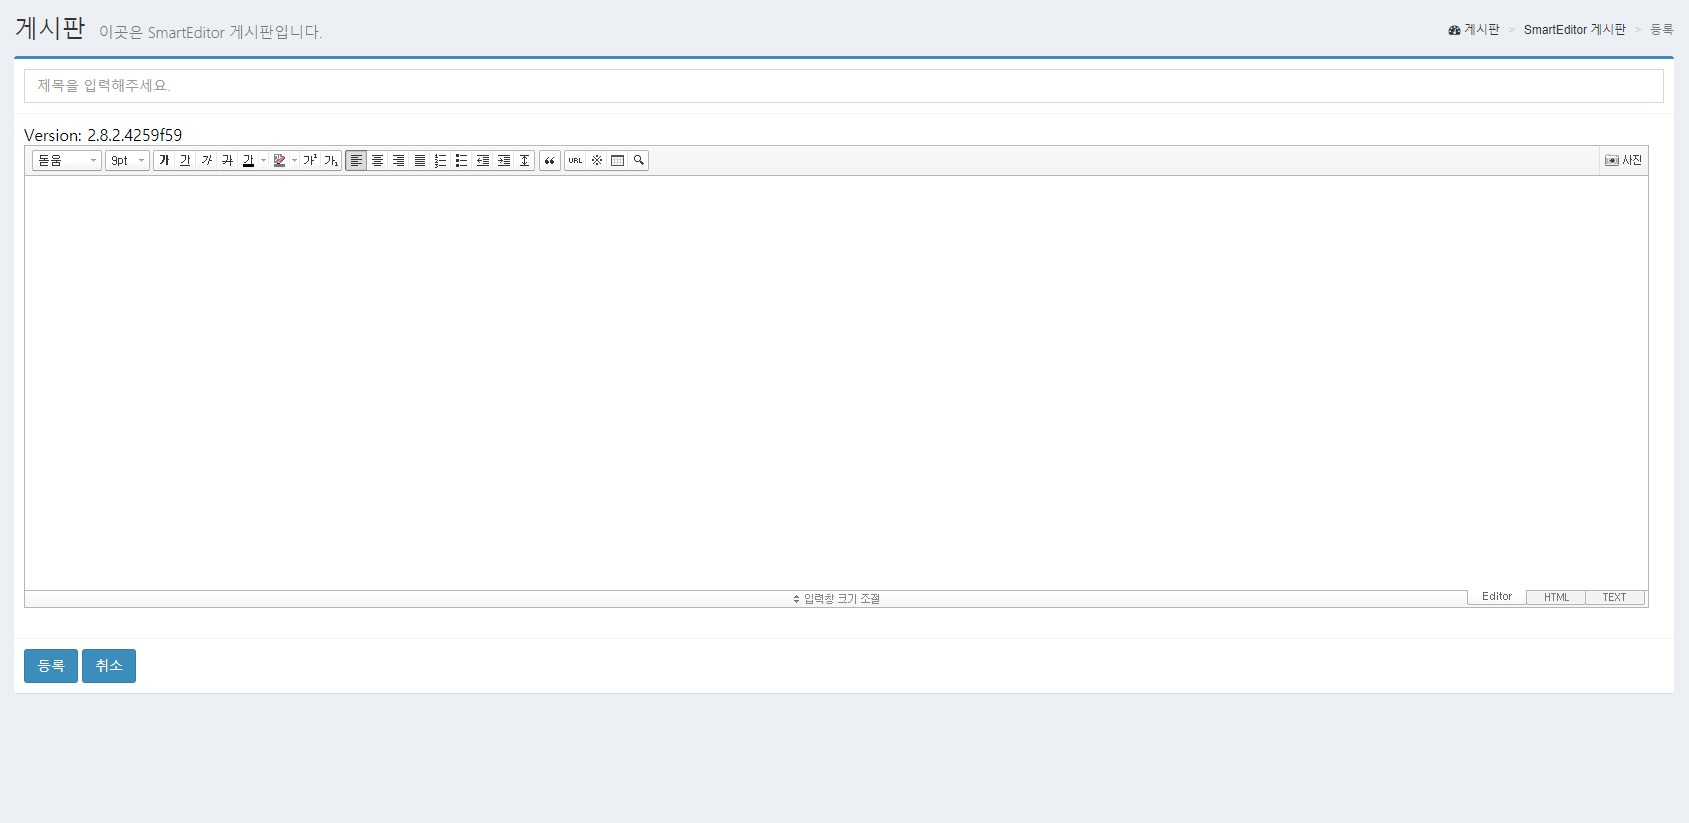 게시판 이곳은 SmartEditor 게시판입니다.
게시판 > SmartEditor 게시판 > 등록
제목을 입력해주세요.
Version: 2.8.2.4259f59
돋움 9pt 가 가 가 가 가 가² 가₁ “ URL ※ 사진
입력창 크기 조절
Editor HTML TEXT
등록 취소